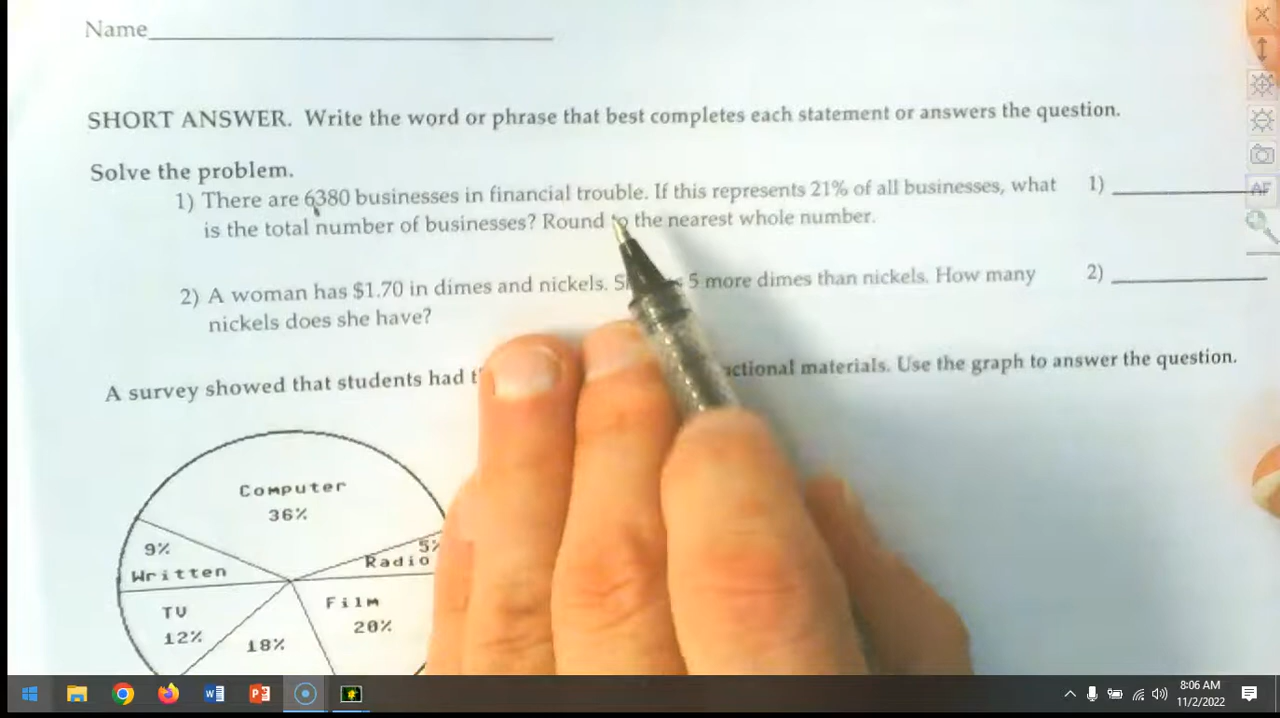 Name
SHORT ANSWER. Write the word or phrase that best completes each statement or answers the question.
Solve the problem.
1) There are 6380 businesses in financial trouble. If this represents 21% of all businesses, what 1)
is the total number of businesses? Round to the nearest whole number.
2) A woman has $1.70 in dimes and nickels. 5 more dimes than nickels. How many 2)
nickels does she have?
A survey showed that students had materials. Use the graph to answer the question.
Computer
36%
9%
Written
5%
Radio
TV
12%
Film
20%
18%
AF
8:06 AM
11/2/2022